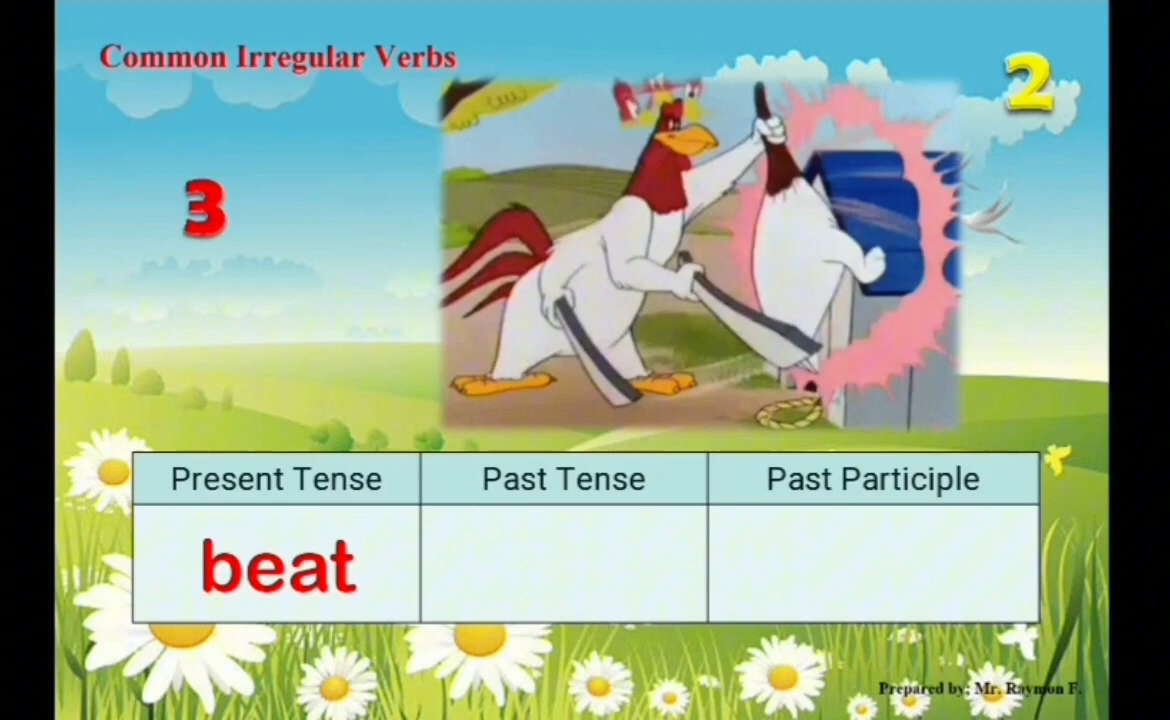 Common Irregular Verbs
2
3
Present Tense Past Tense Past Participle
beat
Prepared by; Mr. Raymon F.